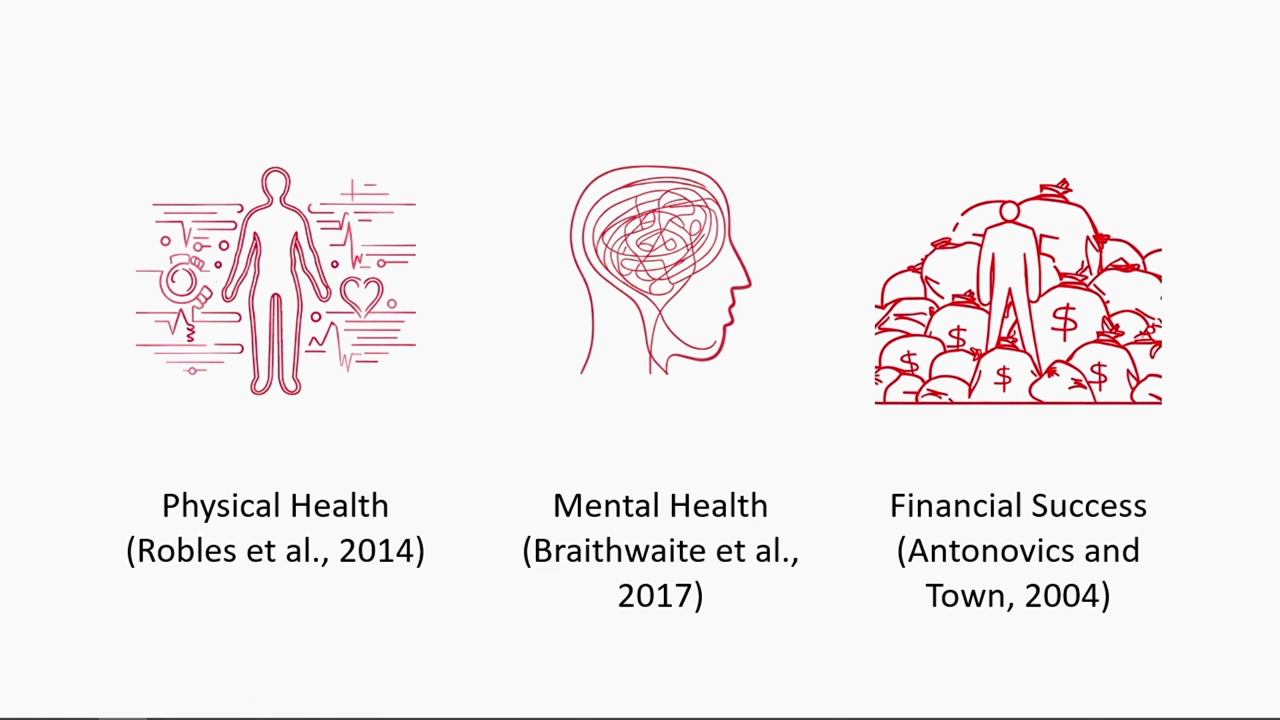 $
$
$
$
$
Physical Health
(Robles et al., 2014)
Mental Health
(Braithwaite et al.,
2017)
Financial Success
(Antonovics and
Town, 2004)